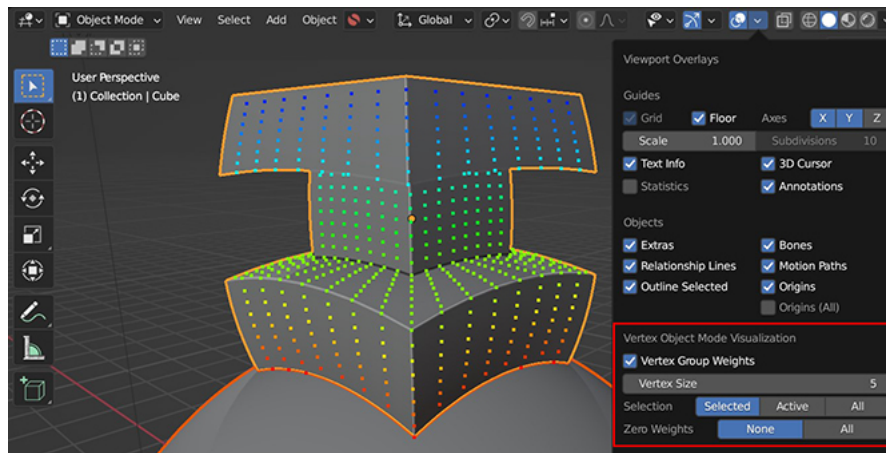 Object Mode View Select Add Object Global
User Perspective
(1) Collection | Cube
Viewport Overlays
Guides
Grid Floor Axes X Y Z
Scale 1.000 Subdivisions 10
Text Info 3D Cursor
Statistics Annotations
Objects
Extras Bones
Relationship Lines Motion Paths
Outline Selected Origins
Origins (All)
Vertex Object Mode Visualization
Vertex Group Weights
Vertex Size 5
Selection Selected Active All
Zero Weights None All